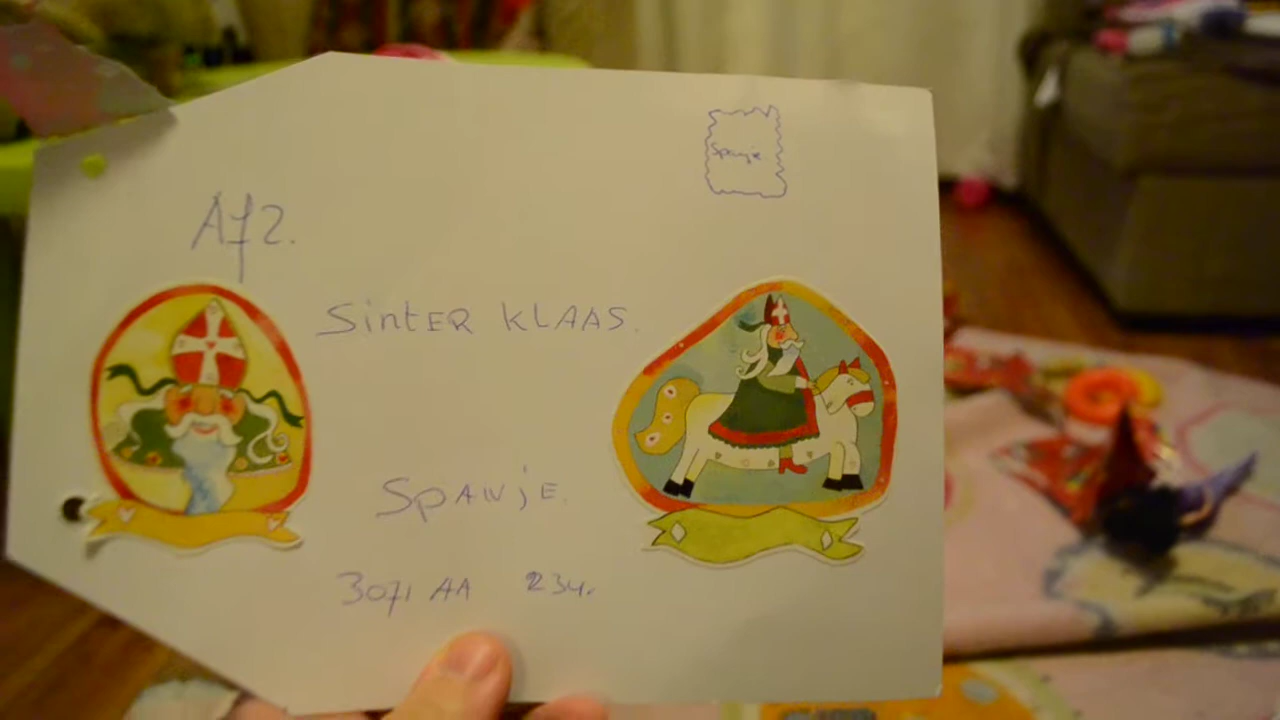 Spanje
Afz.
SintER KLAAS.
SPANjE.
3071 AA 234.